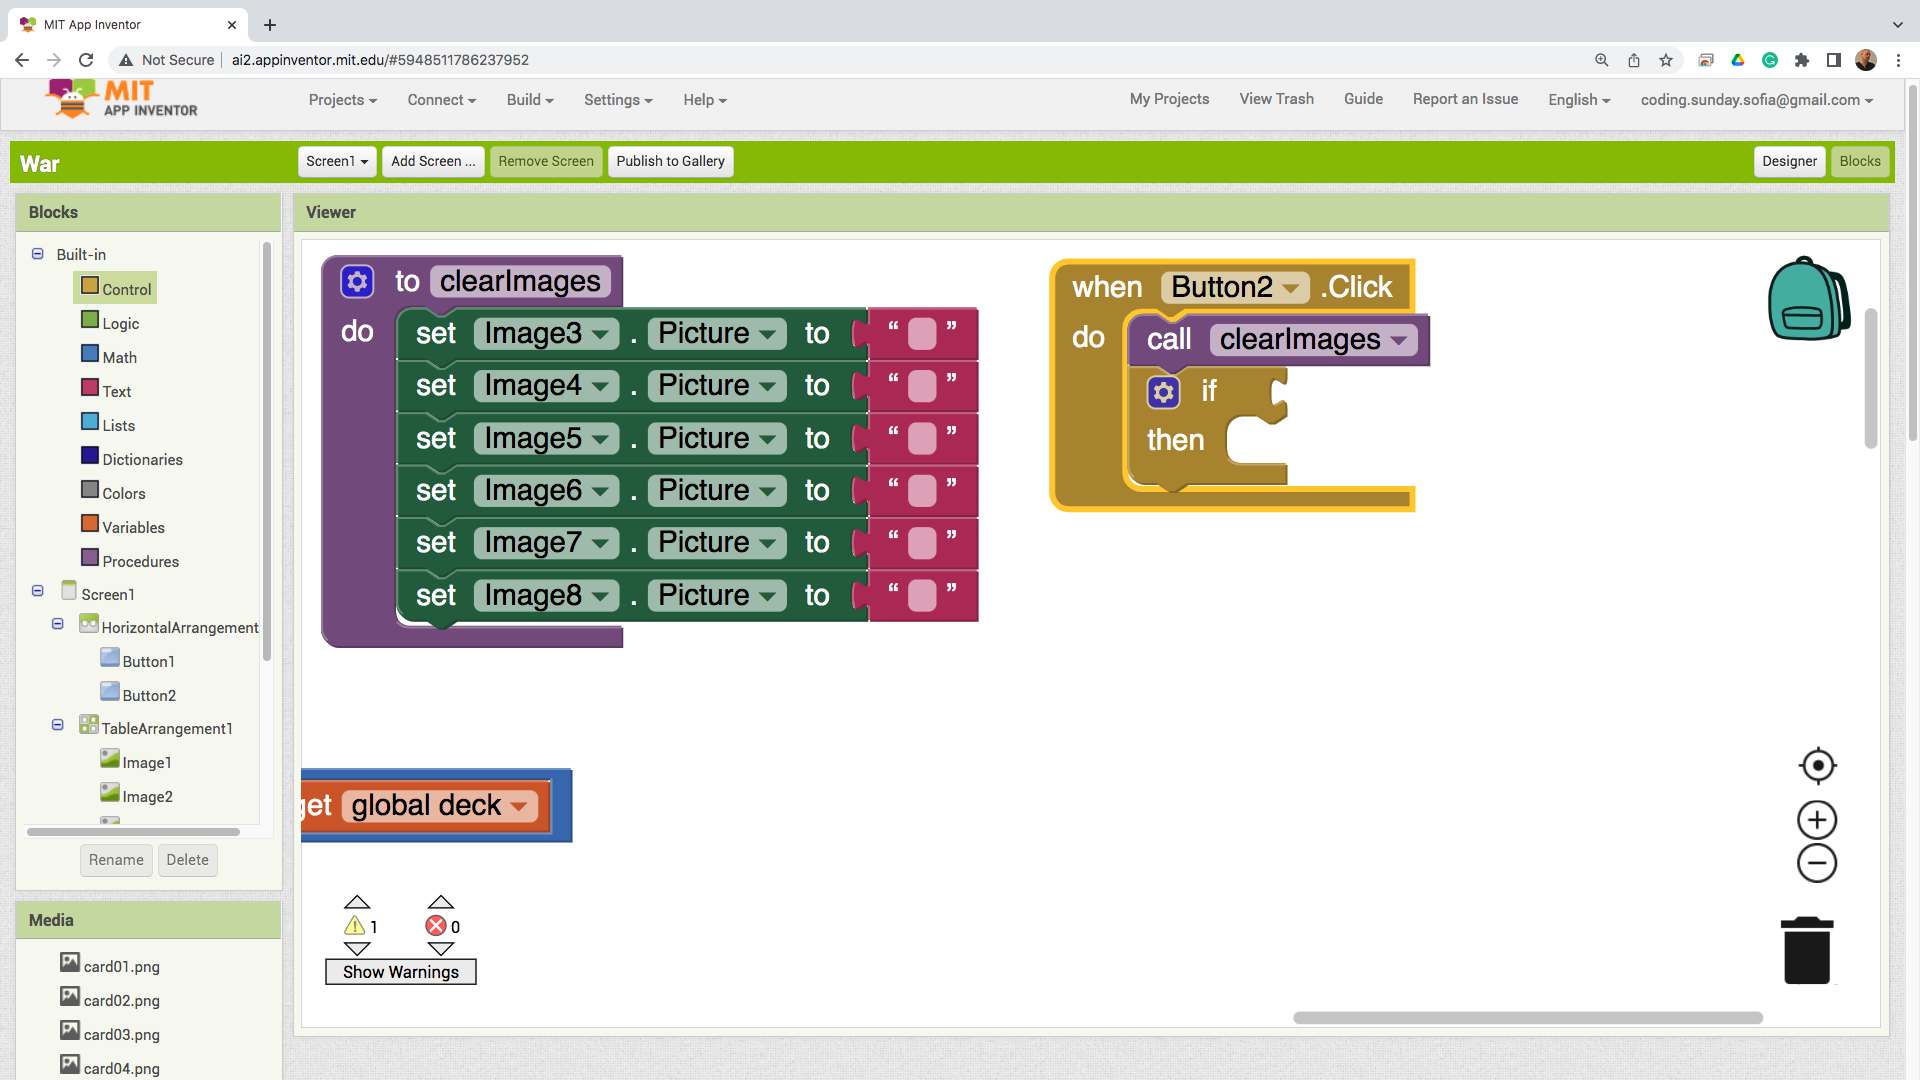 MIT App Inventor
Not Secure ai2.appinventor.mit.edu/#5948511786237952
MIT
APP INVENTOR
Projects Connect Build Settings Help My Projects View Trash Guide Report an Issue English coding.sunday.sofia@gmail.com
War Screen1 Add Screen ... Remove Screen Publish to Gallery Designer Blocks
Blocks
Built-in
Control
Logic
Math
Text
Lists
Dictionaries
Colors
Variables
Procedures
Screen1
HorizontalArrangement
Button1
Button2
TableArrangement1
Image1
Image2
Rename Delete
Media
card01.png
card02.png
card03.png
card04.png
Viewer
to clearImages
do set Image3 . Picture to “ ”
set Image4 . Picture to “ ”
set Image5 . Picture to “ ”
set Image6 . Picture to “ ”
set Image7 . Picture to “ ”
set Image8 . Picture to “ ”
when Button2 .Click
do call clearImages
if
then
get global deck
1 0
Show Warnings